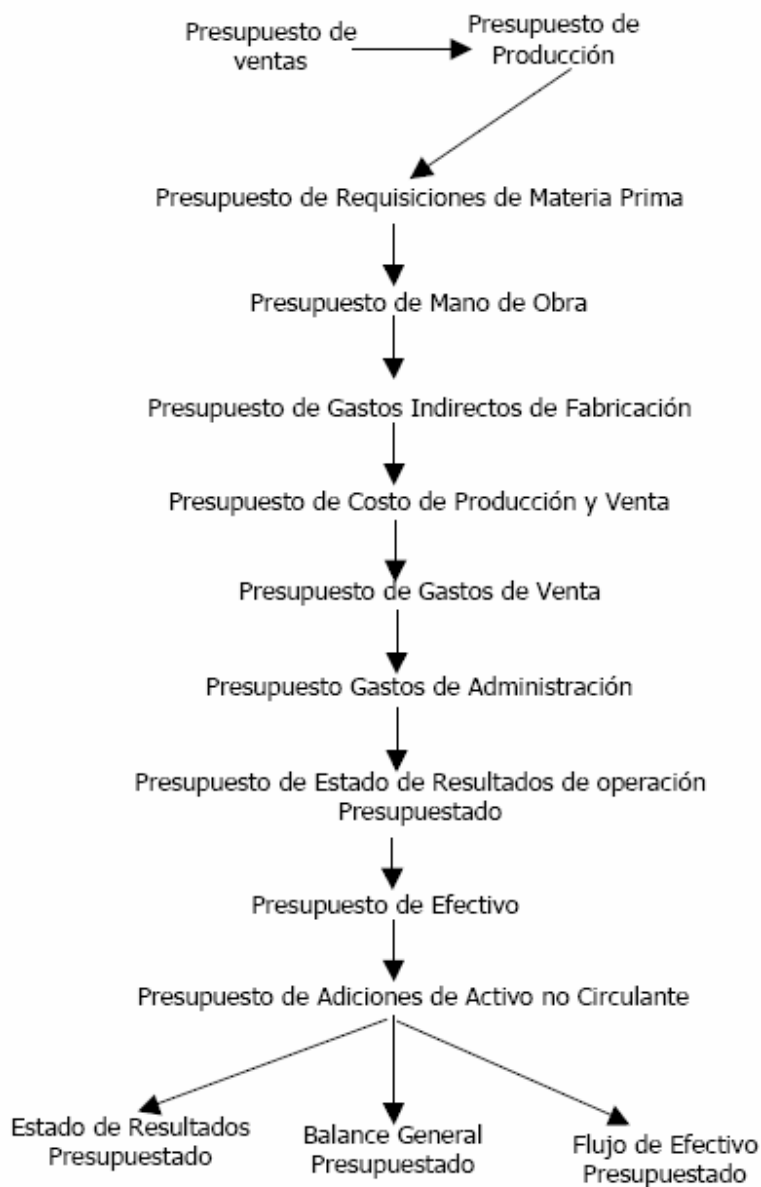 Presupuesto de
ventas
Presupuesto de
Producción
Presupuesto de Requisiciones de Materia Prima
Presupuesto de Mano de Obra
Presupuesto de Gastos Indirectos de Fabricación
Presupuesto de Costo de Producción y Venta
Presupuesto de Gastos de Venta
Presupuesto Gastos de Administración
Presupuesto de Estado de Resultados de operación
Presupuestado
Presupuesto de Efectivo
Presupuesto de Adiciones de Activo no Circulante
Estado de Resultados
Presupuestado
Balance General
Presupuestado
Flujo de Efectivo
Presupuestado